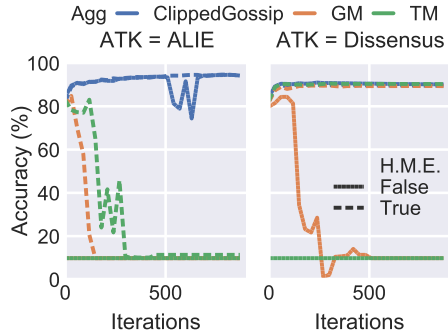 Agg ClippedGossip GM TM
ATK = ALIE ATK = Dissensus
Accuracy (%)
100
80
60
40
20
0
H.M.E.
False
True
0 500 0 500
Iterations Iterations